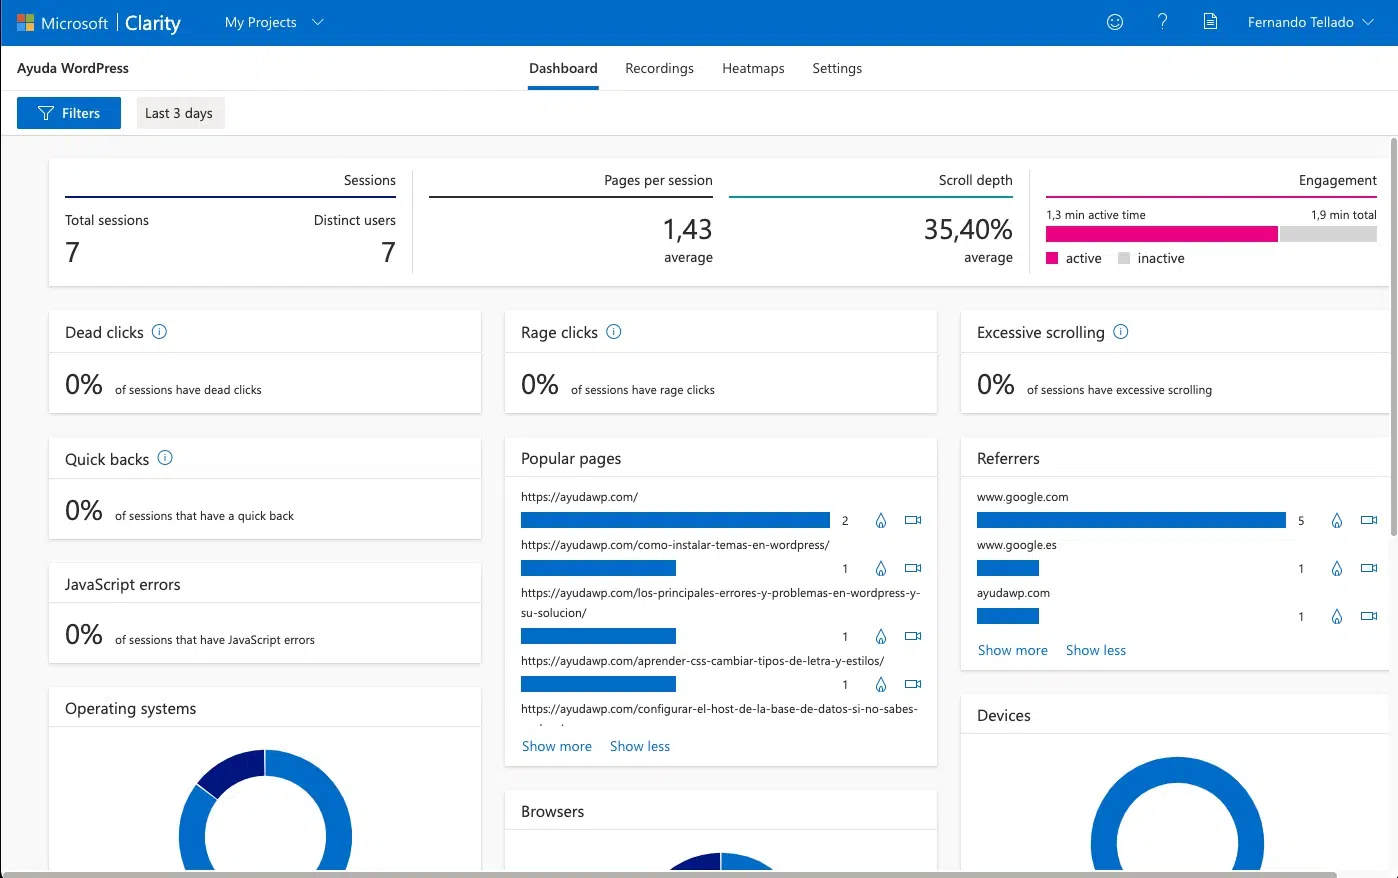 Microsoft | Clarity
My Projects
?
Fernando Tellado
Ayuda WordPress
Dashboard
Recordings
Heatmaps
Settings
Filters
Last 3 days
Sessions
Total sessions
Distinct users
7
7
Pages per session
1,43
average
Scroll depth
35,40%
average
Engagement
1,3 min active time
1,9 min total
active
inactive
Dead clicks
0% of sessions have dead clicks
Rage clicks
0% of sessions have rage clicks
Excessive scrolling
0% of sessions have excessive scrolling
Quick backs
0% of sessions that have a quick back
JavaScript errors
0% of sessions that have JavaScript errors
Operating systems
Popular pages
https://ayudawp.com/
2
https://ayudawp.com/como-instalar-temas-en-wordpress/
1
https://ayudawp.com/los-principales-errores-y-problemas-en-wordpress-y-
su-solucion/
1
https://ayudawp.com/aprender-css-cambiar-tipos-de-letra-y-estilos/
1
https://ayudawp.com/configurar-el-host-de-la-base-de-datos-si-no-sabes-
Show more
Show less
Browsers
Referrers
www.google.com
5
www.google.es
1
ayudawp.com
1
Show more
Show less
Devices